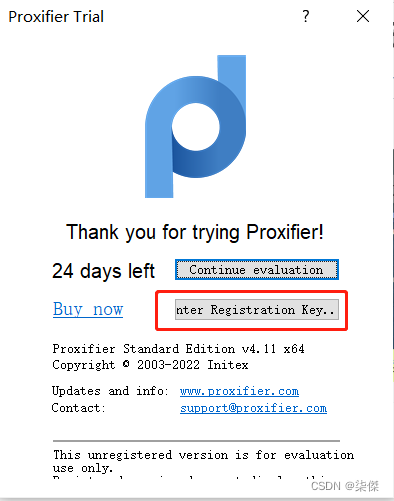 Proxifier Trial
?
Thank you for trying Proxifier!
24 days left
Continue evaluation
Buy now
nter Registration Key..
Proxifier Standard Edition v4.11 x64
Copyright © 2003-2022 Initex
Updates and info: www.proxifier.com
Contact: support@proxifier.com
This unregistered version is for evaluation
use only.
CSDN @柒傑